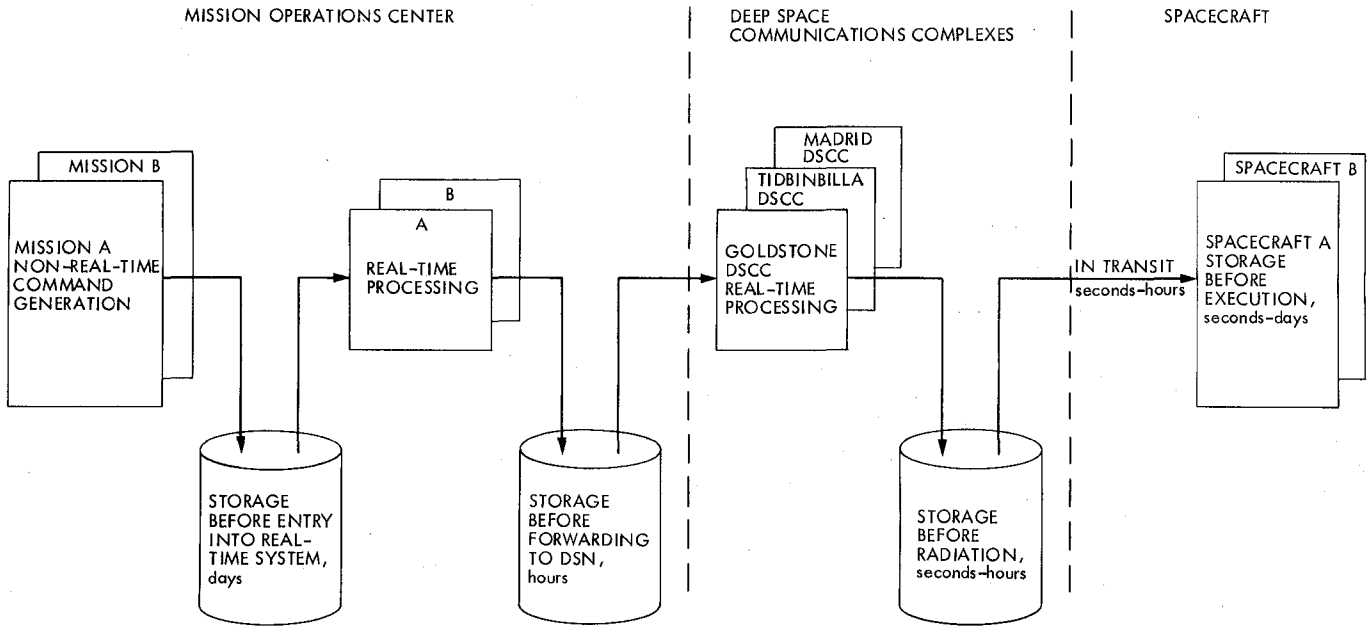 MISSION OPERATIONS CENTER
DEEP SPACE
COMMUNICATIONS COMPLEXES
SPACECRAFT
MISSION B
MISSION A
NON-REAL-TIME
COMMAND
GENERATION
B
A
REAL-TIME
PROCESSING
MADRID
DSCC
TIDBINBILLA
DSCC
GOLDSTONE
DSCC
REAL-TIME
PROCESSING
IN TRANSIT
seconds-hours
SPACECRAFT B
SPACECRAFT A
STORAGE
BEFORE
EXECUTION,
seconds-days
STORAGE
BEFORE ENTRY
INTO REAL-
TIME SYSTEM,
days
STORAGE
BEFORE
FORWARDING
TO DSN,
hours
STORAGE
BEFORE
RADIATION,
seconds-hours